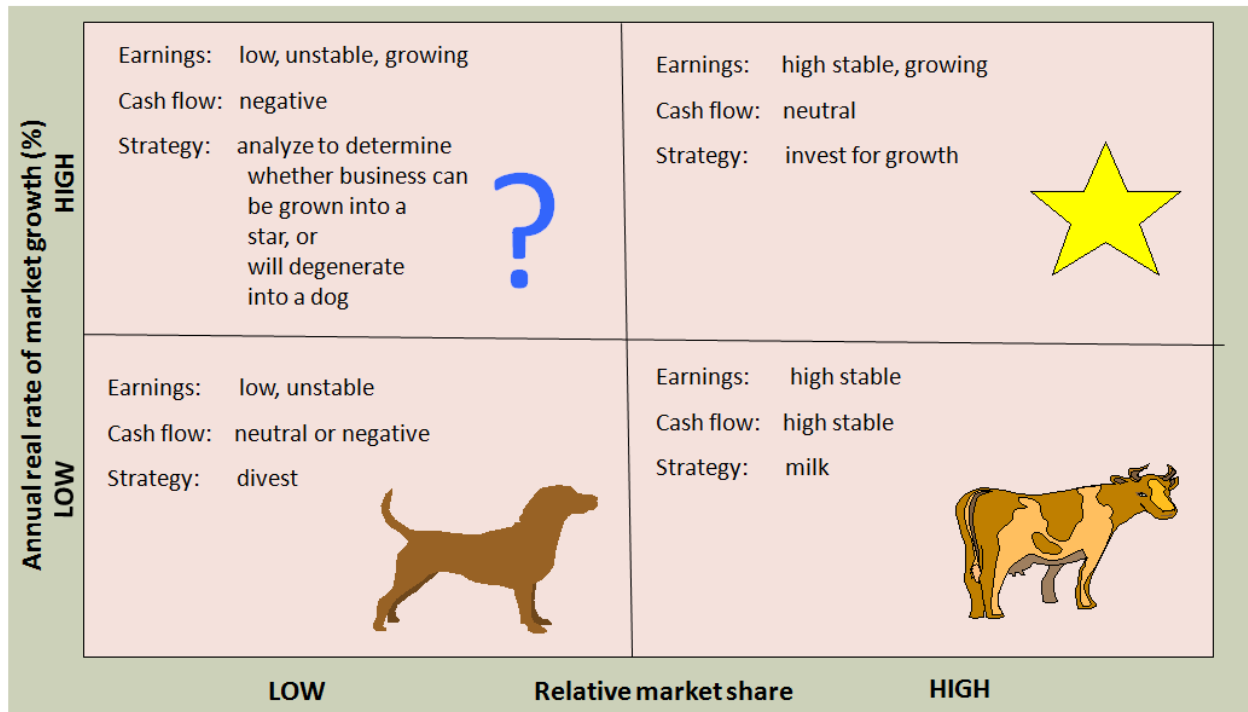 Earnings: low, unstable, growing
Cash flow: negative
Strategy: analyze to determine
whether business can
be grown into a
star, or
will degenerate
into a dog
?
Earnings: high stable, growing
Cash flow: neutral
Strategy: invest for growth
Earnings: low, unstable
Cash flow: neutral or negative
Strategy: divest
Earnings: high stable
Cash flow: high stable
Strategy: milk
Annual real rate of market growth (%)
HIGH
LOW
LOW
Relative market share
HIGH